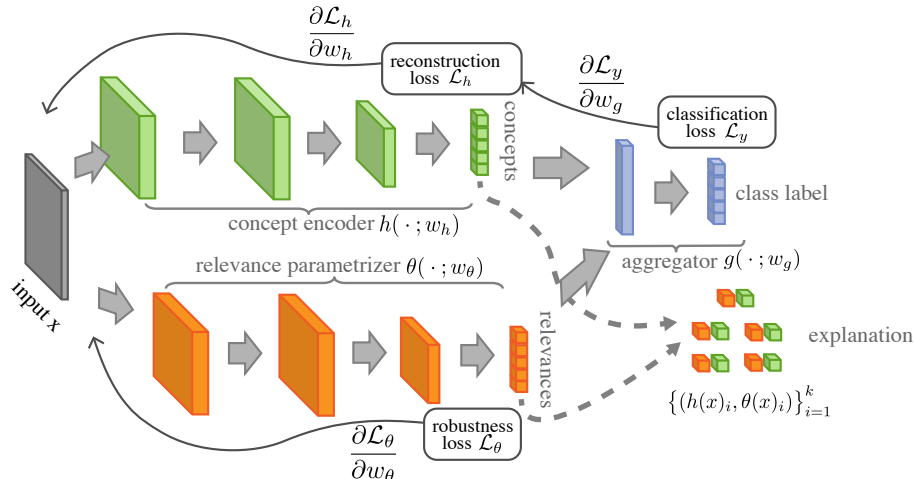 ∂ℒ_h / ∂w_h
reconstruction
loss ℒ_h
∂ℒ_y / ∂w_g
classification
loss ℒ_y
concepts
class label
concept encoder h( · ; w_h)
aggregator g( · ; w_g)
relevance parametrizer θ( · ; w_θ)
input x
relevances
explanation
{(h(x)_i, θ(x)_i)}_{i=1}^k
robustness
loss ℒ_θ
∂ℒ_θ / ∂w_θ